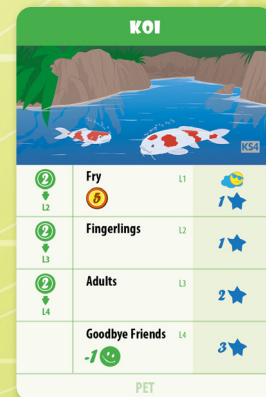 KOI
KS4
2 Fry L1
L2 5 1
2 Fingerlings L2
L3 1
2 Adults L3
L4 2
Goodbye Friends L4
-1 3
PET